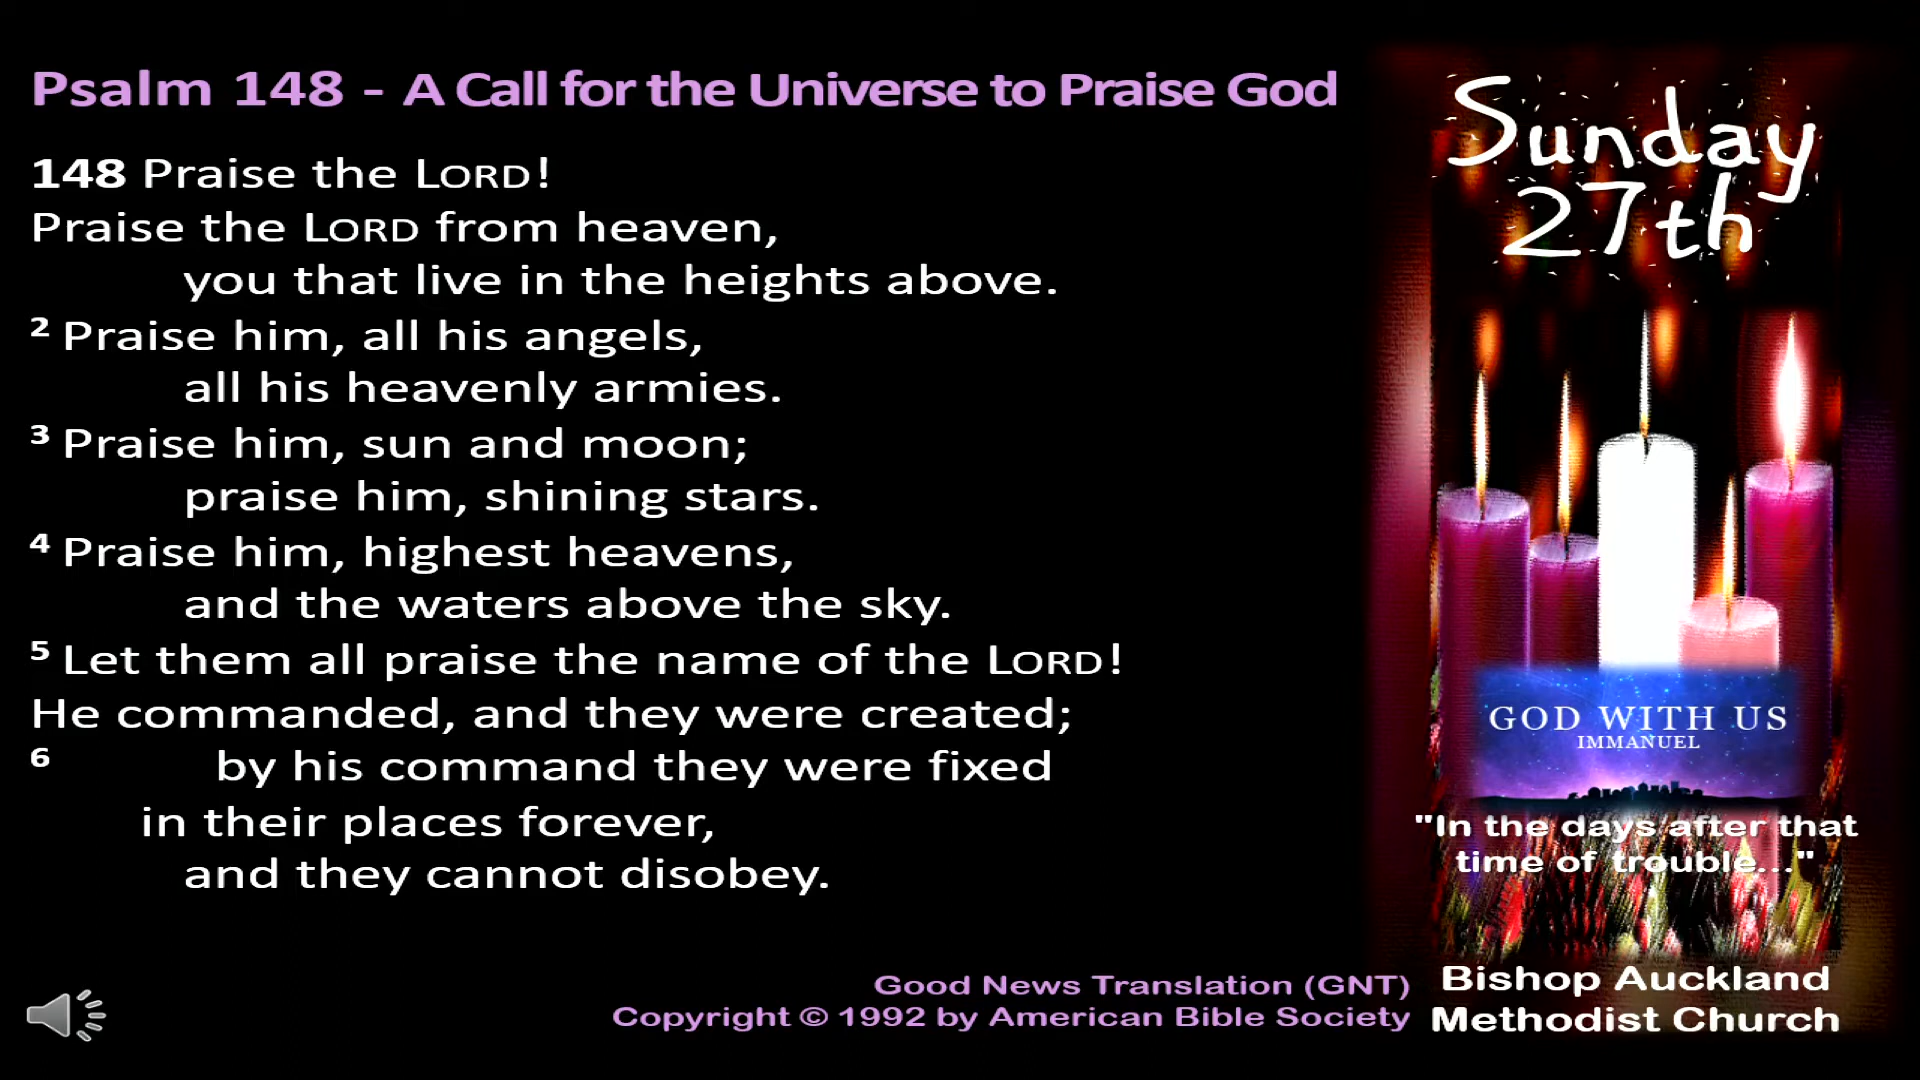 Psalm 148 - A Call for the Universe to Praise God
148 Praise the LORD!
Praise the LORD from heaven,
you that live in the heights above.
2 Praise him, all his angels,
all his heavenly armies.
3 Praise him, sun and moon;
praise him, shining stars.
4 Praise him, highest heavens,
and the waters above the sky.
5 Let them all praise the name of the LORD!
He commanded, and they were created;
6 by his command they were fixed
in their places forever,
and they cannot disobey.
Good News Translation (GNT)
Copyright © 1992 by American Bible Society
Sunday
27th
GOD WITH US
IMMANUEL
"In the days after that
time of trouble..."
Bishop Auckland
Methodist Church